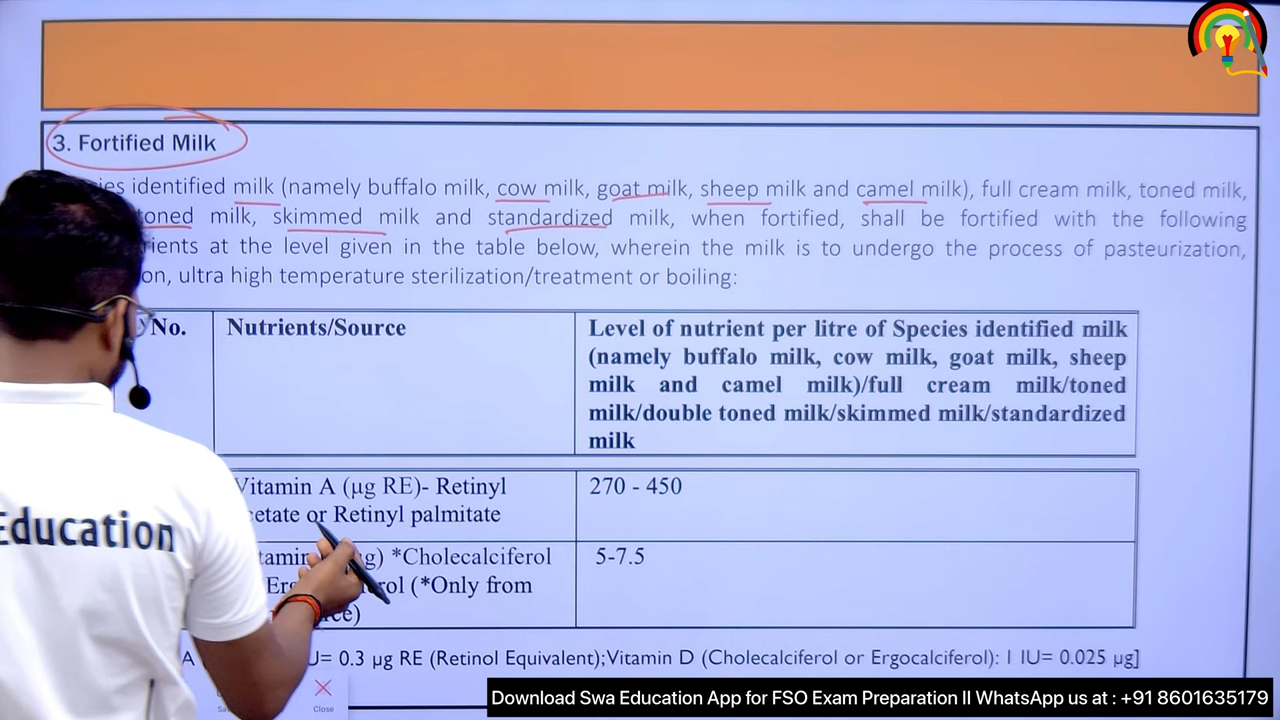 3. Fortified Milk
identified milk (namely buffalo milk, cow milk, goat milk, sheep milk and camel milk), full cream milk, toned milk,
toned milk, skimmed milk and standardized milk, when fortified, shall be fortified with the following
at the level given in the table below, wherein the milk is to undergo the process of pasteurization,
ultra high temperature sterilization/treatment or boiling:
No.
Nutrients/Source
Level of nutrient per litre of Species identified milk
(namely buffalo milk, cow milk, goat milk, sheep
milk and camel milk)/full cream milk/toned
milk/double toned milk/skimmed milk/standardized
milk
Vitamin A (µg RE)- Retinyl
or Retinyl palmitate
270 - 450
*Cholecalciferol
(*Only from
5-7.5
A
= 0.3 µg RE (Retinol Equivalent);Vitamin D (Cholecalciferol or Ergocalciferol): I IU= 0.025 µg]
Education
Close
Download Swa Education App for FSO Exam Preparation II WhatsApp us at : +91 8601635179